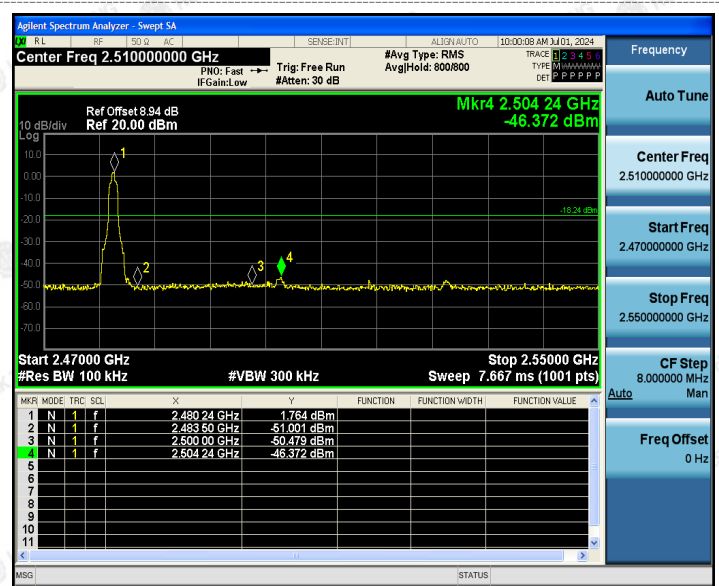 Agilent Spectrum Analyzer - Swept SA
LXI RL RF 50 Ω AC SENSE:INT ALIGN AUTO 10:00:08 AM Jul 01, 2024
Center Freq 2.510000000 GHz
PNO: Fast
IFGain:Low
Trig: Free Run
#Atten: 30 dB
#Avg Type: RMS
Avg|Hold: 800/800
TRACE 1 2 3 4 5 6
TYPE M
DET P P P P P P
Mkr4 2.504 24 GHz
-46.372 dBm
Ref Offset 8.94 dB
10 dB/div Ref 20.00 dBm
Log
10.0
0.00
-10.0
-20.0
-30.0
-40.0
-50.0
-60.0
-70.0
1
2
3
4
-18.24 dBm
Start 2.47000 GHz Stop 2.55000 GHz
#Res BW 100 kHz #VBW 300 kHz Sweep 7.667 ms (1001 pts)
MKR MODE TRC SCL X Y FUNCTION FUNCTION WIDTH FUNCTION VALUE
1 N 1 f 2.480 24 GHz 1.764 dBm
2 N 1 f 2.483 50 GHz -51.001 dBm
3 N 1 f 2.500 00 GHz -50.479 dBm
4 N 1 f 2.504 24 GHz -46.372 dBm
5
6
7
8
9
10
11
MSG STATUS
Frequency
Auto Tune
Center Freq
2.510000000 GHz
Start Freq
2.470000000 GHz
Stop Freq
2.550000000 GHz
CF Step
8.000000 MHz
Auto Man
Freq Offset
0 Hz